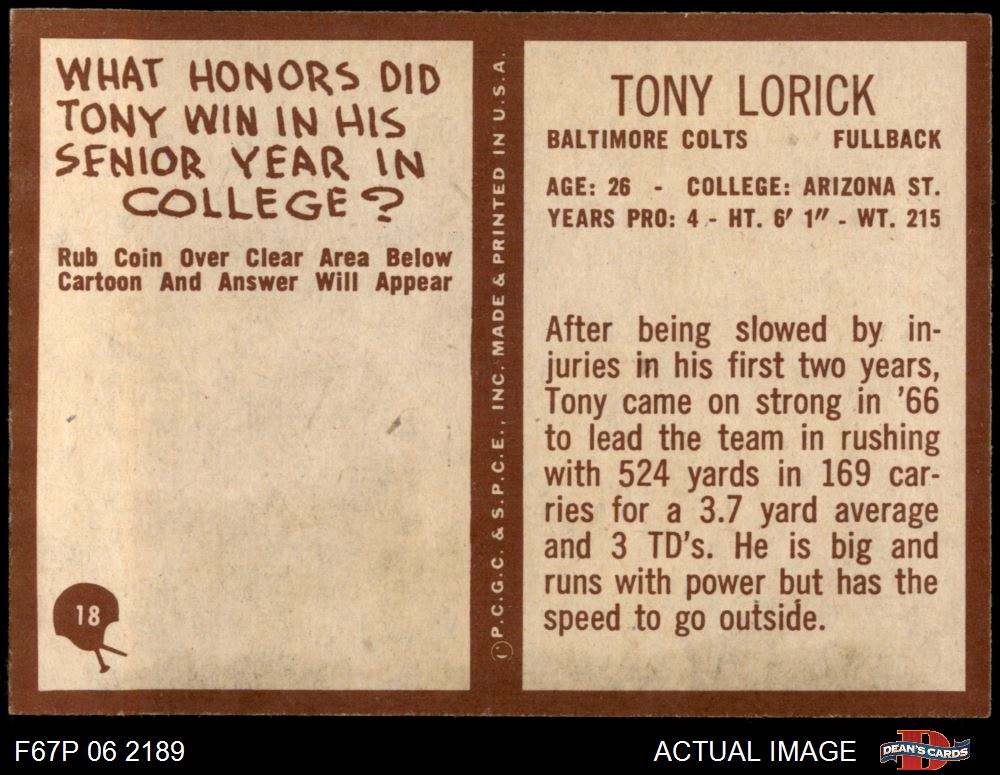 WHAT HONORS DID
TONY WIN IN HIS
SENIOR YEAR IN
COLLEGE?
Rub Coin Over Clear Area Below
Cartoon And Answer Will Appear
18
© P.C.G.C. & S.P.C.E., INC. MADE & PRINTED IN U.S.A.
TONY LORICK
BALTIMORE COLTS FULLBACK
AGE: 26 - COLLEGE: ARIZONA ST.
YEARS PRO: 4 - HT. 6' 1" - WT. 215
After being slowed by in-
juries in his first two years,
Tony came on strong in '66
to lead the team in rushing
with 524 yards in 169 car-
ries for a 3.7 yard average
and 3 TD's. He is big and
runs with power but has the
speed to go outside.
F67P 06 2189
ACTUAL IMAGE
D
DEAN'S CARDS